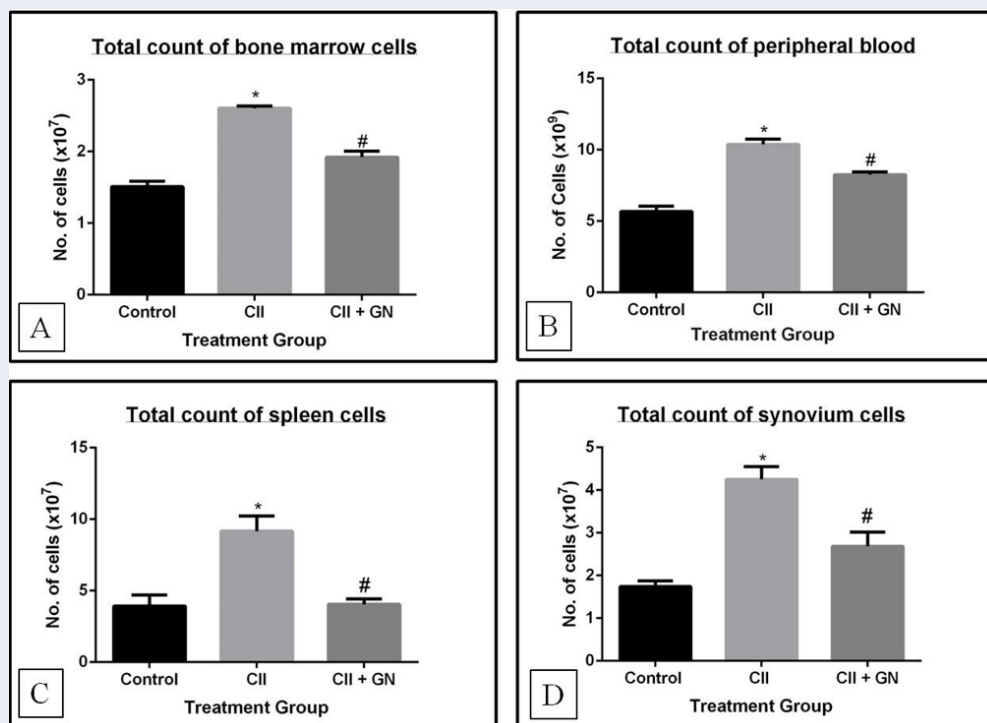 Total count of bone marrow cells
No. of cells (x10⁷)
3
2
1
0
*
#
Control CII CII + GN
Treatment Group
A
Total count of peripheral blood
No. of Cells (x10⁹)
15
10
5
0
*
#
Control CII CII + GN
Treatment Group
B
Total count of spleen cells
No. of cells (x10⁷)
15
10
5
0
*
#
Control CII CII + GN
Treatment Group
C
Total count of synovium cells
No. of cells (x10⁷)
5
4
3
2
1
0
*
#
Control CII CII + GN
Treatment Group
D